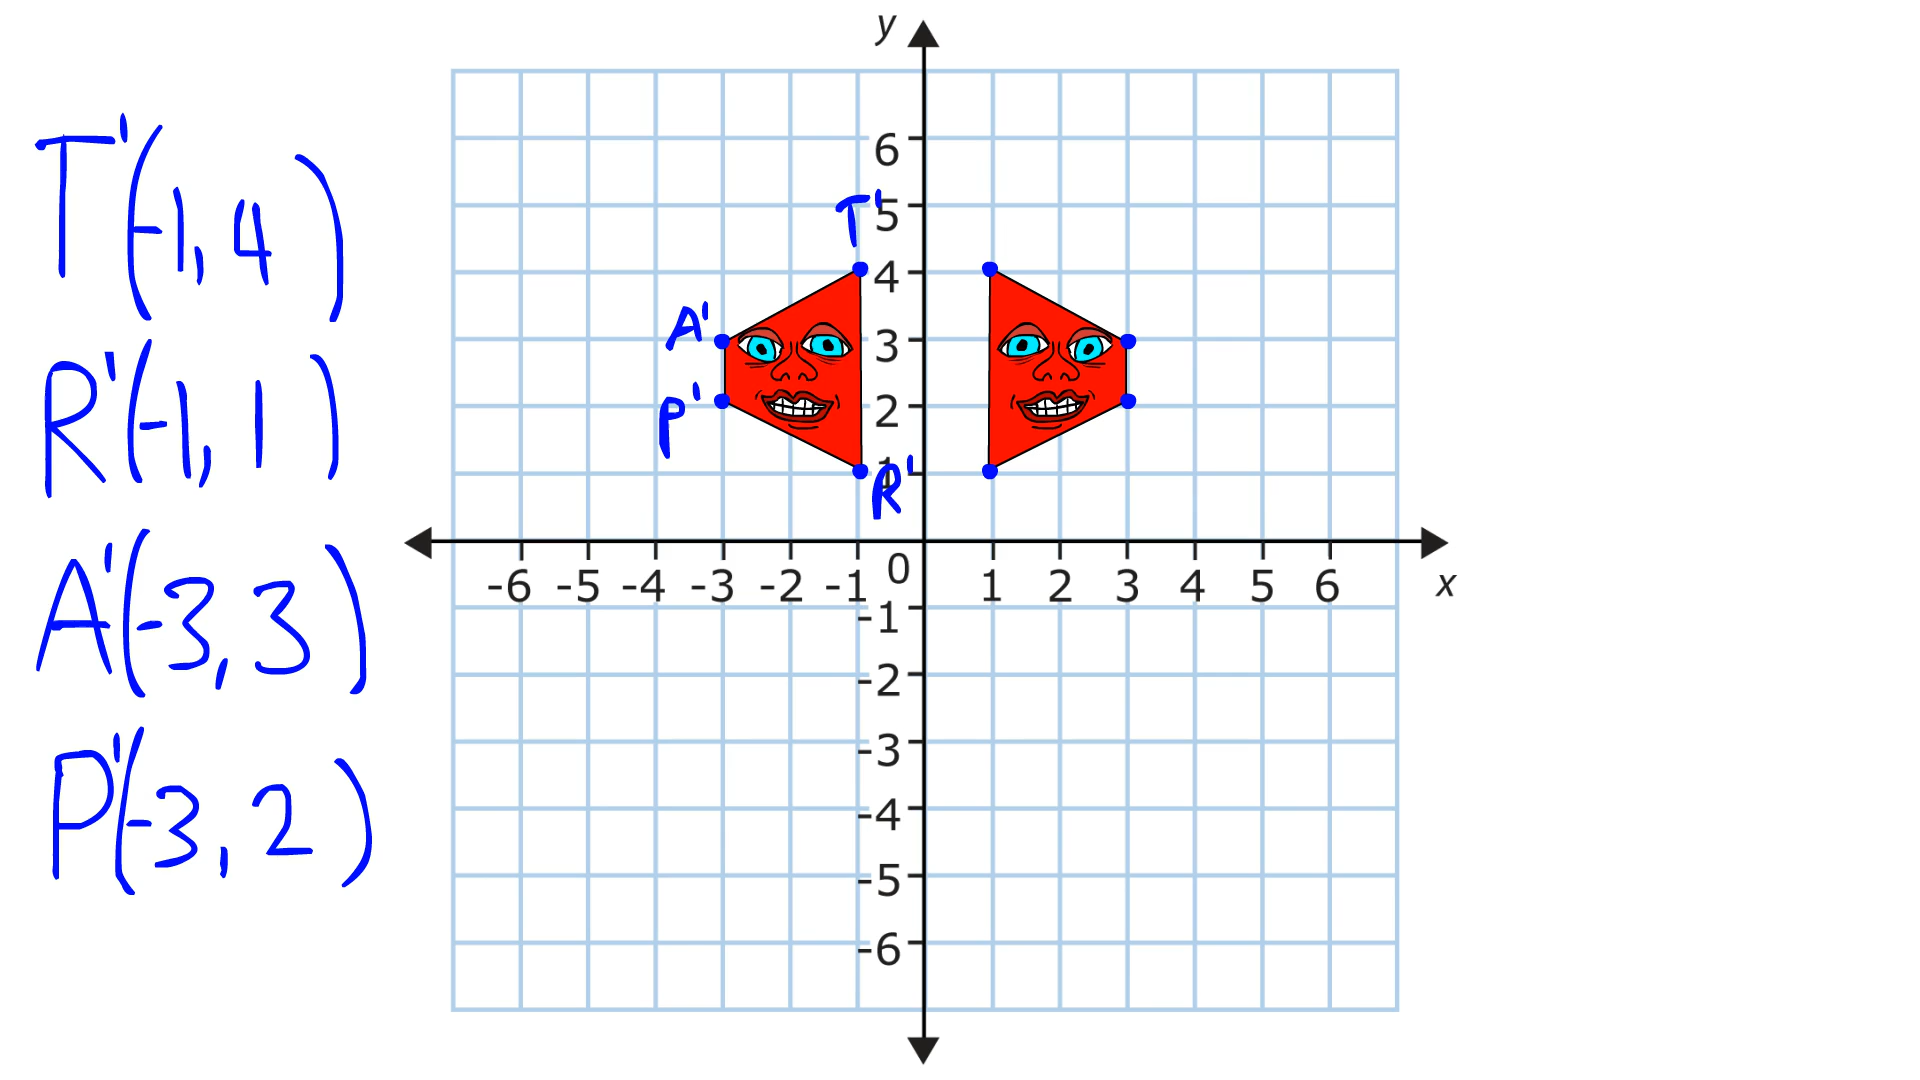 T'(-1, 4)
R'(-1, 1)
A'(-3, 3)
P'(-3, 2)
y
6
5
4
3
2
1
T'
A'
P'
R'
-6 -5 -4 -3 -2 -1 0 1 2 3 4 5 6 x
-1
-2
-3
-4
-5
-6